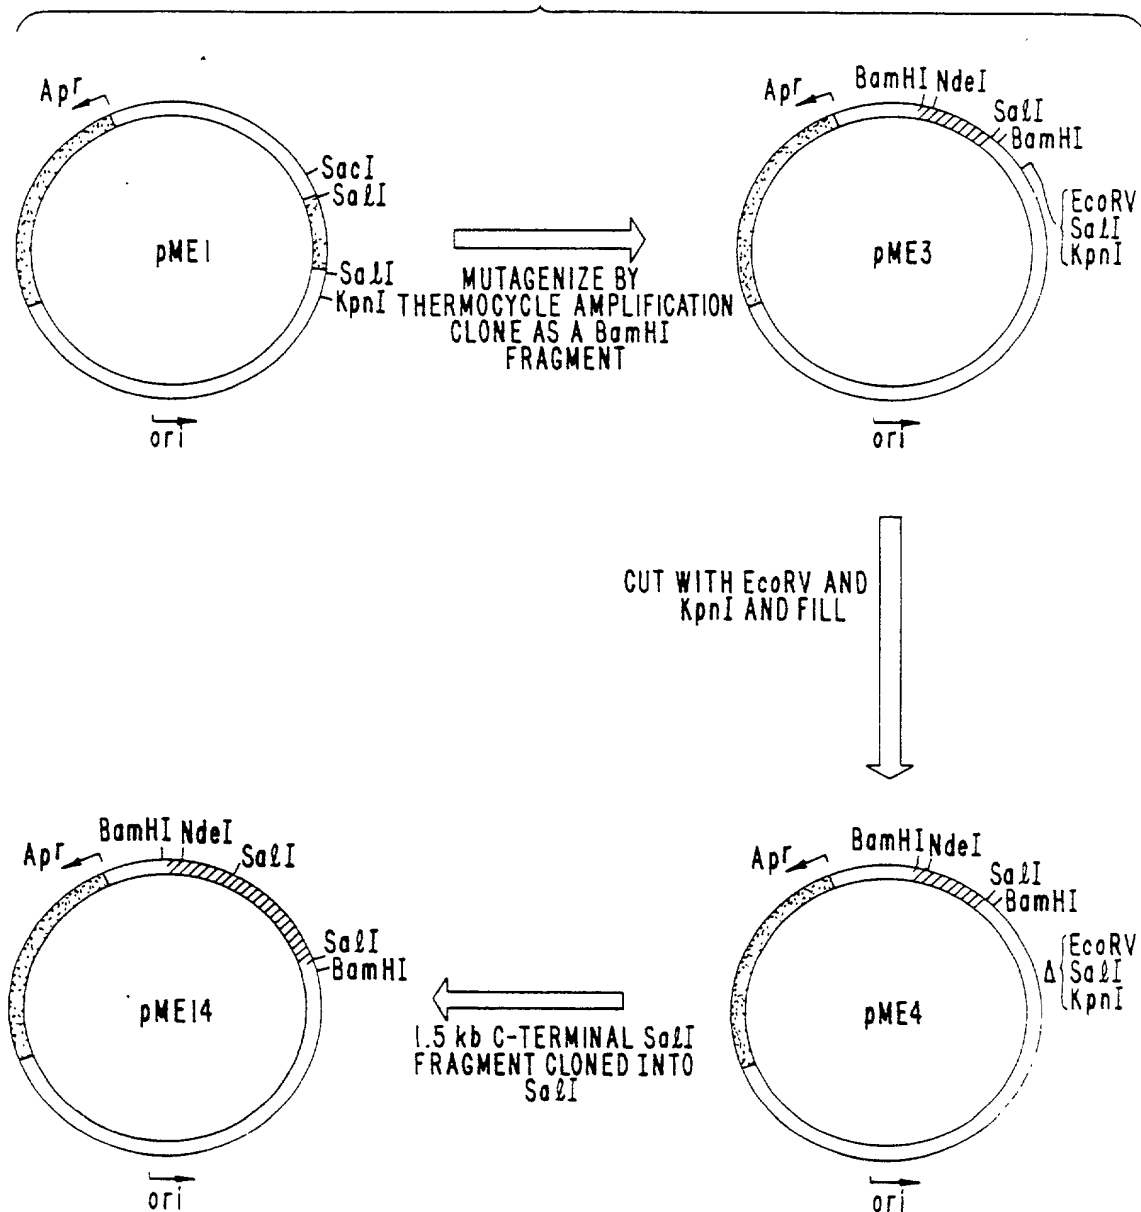 Apr
SacI
SalI
pME1
SalI
KpnI
ori
MUTAGENIZE BY
THERMOCYCLE AMPLIFICATION
CLONE AS A BamHI
FRAGMENT
Apr
BamHI NdeI
SalI
BamHI
EcoRV
SalI
KpnI
pME3
ori
CUT WITH EcoRV AND
KpnI AND FILL
Apr
BamHI NdeI
SalI
SalI
BamHI
pME14
ori
1.5 kb C-TERMINAL SalI
FRAGMENT CLONED INTO
SalI
Apr
BamHI NdeI
SalI
BamHI
Δ
EcoRV
SalI
KpnI
pME4
ori